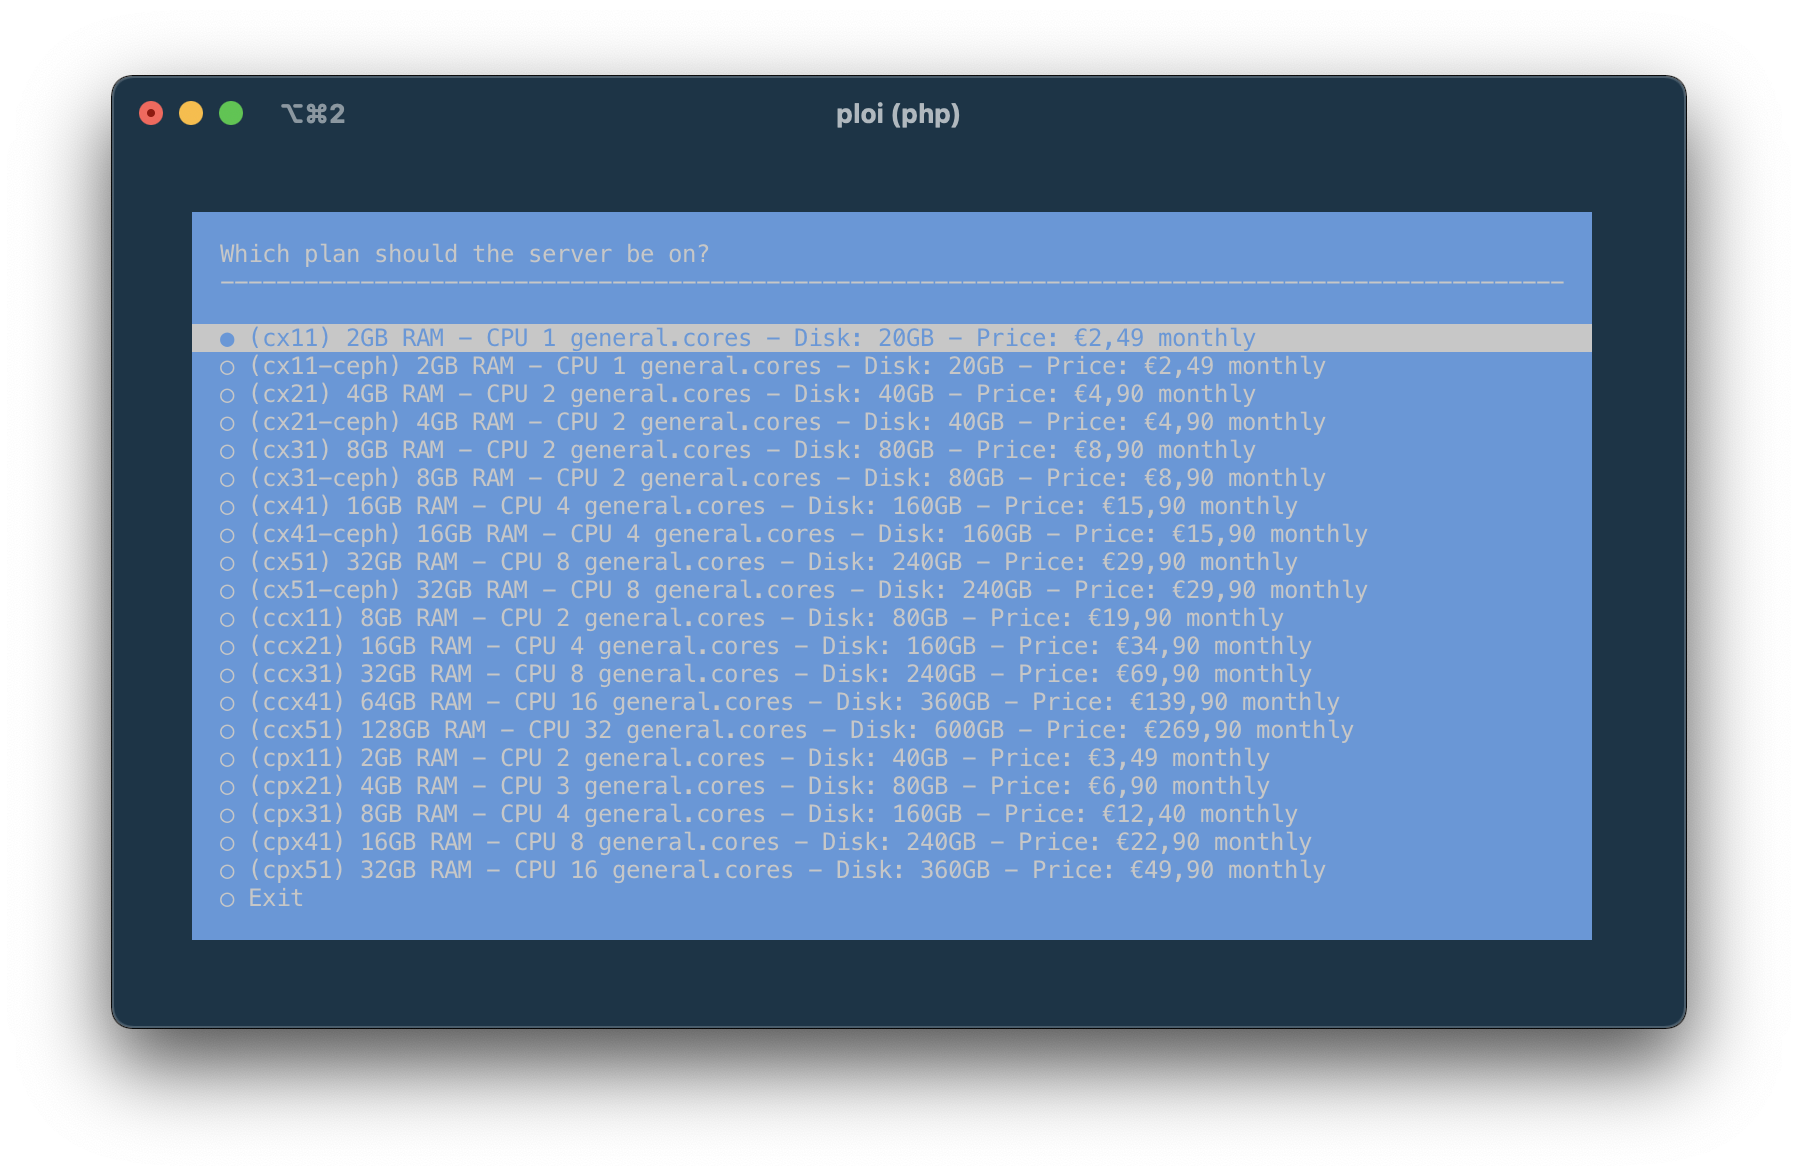 ⌥⌘2
ploi (php)
Which plan should the server be on?
● (cx11) 2GB RAM - CPU 1 general.cores - Disk: 20GB - Price: €2,49 monthly
○ (cx11-ceph) 2GB RAM - CPU 1 general.cores - Disk: 20GB - Price: €2,49 monthly
○ (cx21) 4GB RAM - CPU 2 general.cores - Disk: 40GB - Price: €4,90 monthly
○ (cx21-ceph) 4GB RAM - CPU 2 general.cores - Disk: 40GB - Price: €4,90 monthly
○ (cx31) 8GB RAM - CPU 2 general.cores - Disk: 80GB - Price: €8,90 monthly
○ (cx31-ceph) 8GB RAM - CPU 2 general.cores - Disk: 80GB - Price: €8,90 monthly
○ (cx41) 16GB RAM - CPU 4 general.cores - Disk: 160GB - Price: €15,90 monthly
○ (cx41-ceph) 16GB RAM - CPU 4 general.cores - Disk: 160GB - Price: €15,90 monthly
○ (cx51) 32GB RAM - CPU 8 general.cores - Disk: 240GB - Price: €29,90 monthly
○ (cx51-ceph) 32GB RAM - CPU 8 general.cores - Disk: 240GB - Price: €29,90 monthly
○ (ccx11) 8GB RAM - CPU 2 general.cores - Disk: 80GB - Price: €19,90 monthly
○ (ccx21) 16GB RAM - CPU 4 general.cores - Disk: 160GB - Price: €34,90 monthly
○ (ccx31) 32GB RAM - CPU 8 general.cores - Disk: 240GB - Price: €69,90 monthly
○ (ccx41) 64GB RAM - CPU 16 general.cores - Disk: 360GB - Price: €139,90 monthly
○ (ccx51) 128GB RAM - CPU 32 general.cores - Disk: 600GB - Price: €269,90 monthly
○ (cpx11) 2GB RAM - CPU 2 general.cores - Disk: 40GB - Price: €3,49 monthly
○ (cpx21) 4GB RAM - CPU 3 general.cores - Disk: 80GB - Price: €6,90 monthly
○ (cpx31) 8GB RAM - CPU 4 general.cores - Disk: 160GB - Price: €12,40 monthly
○ (cpx41) 16GB RAM - CPU 8 general.cores - Disk: 240GB - Price: €22,90 monthly
○ (cpx51) 32GB RAM - CPU 16 general.cores - Disk: 360GB - Price: €49,90 monthly
○ Exit